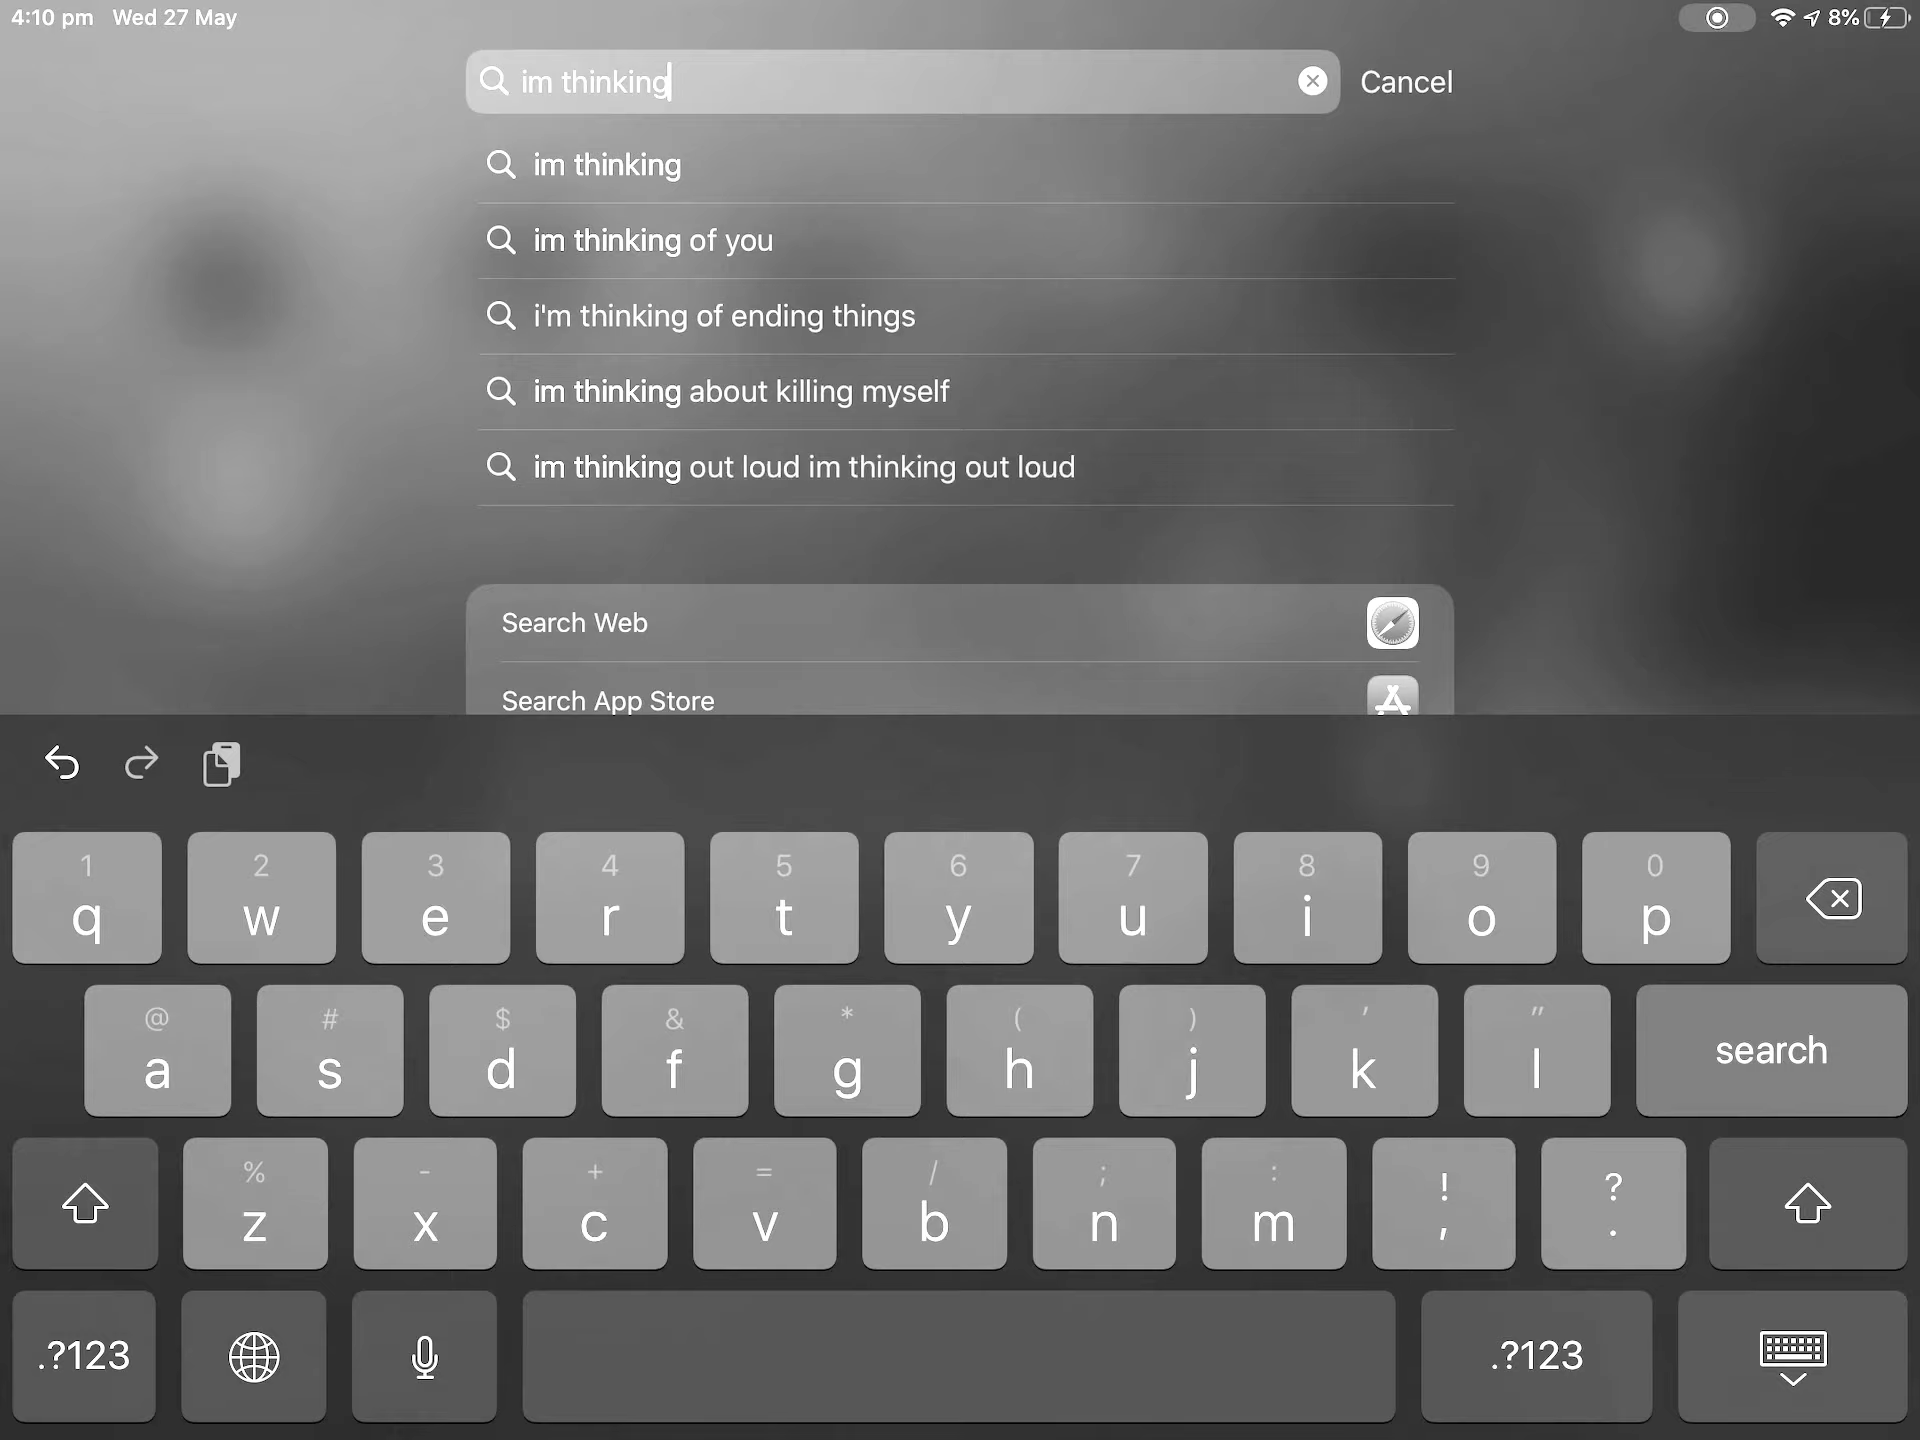 4:10 pm Wed 27 May 8%
im thinking Cancel
im thinking
im thinking of you
i'm thinking of ending things
im thinking about killing myself
im thinking out loud im thinking out loud
Search Web
Search App Store
1 2 3 4 5 6 7 8 9 0
q w e r t y u i o p
@ # $ & * ( ) ' "
a s d f g h j k l search
% - + = / ; : ! ?
z x c v b n m , .
.?123 .?123